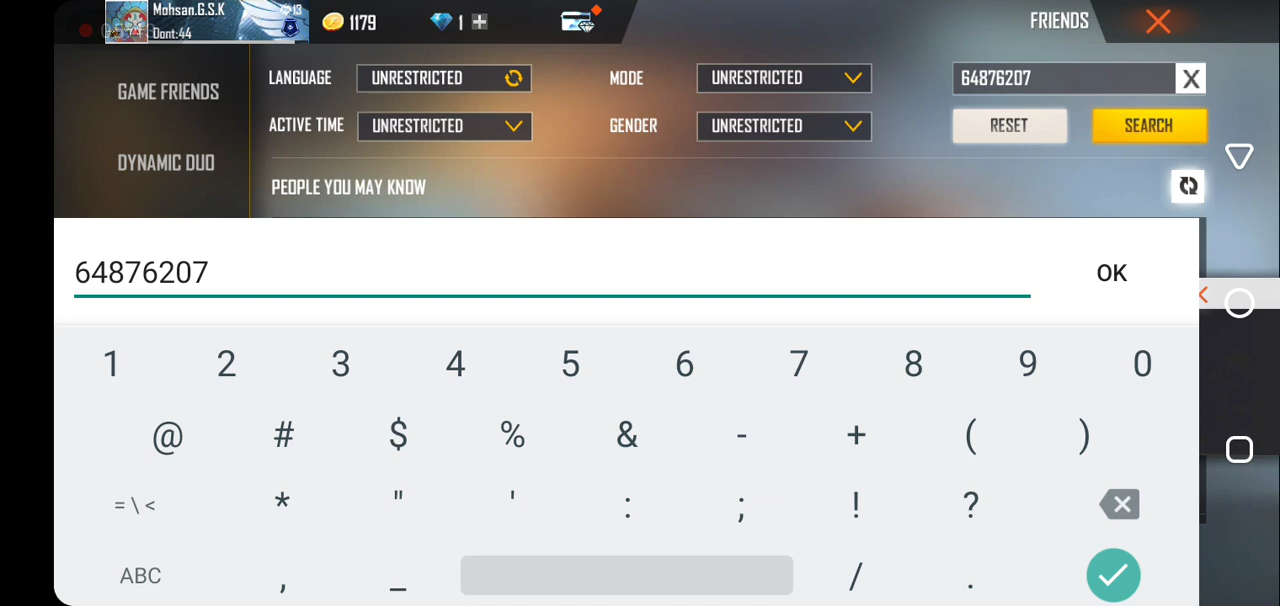 Mohsan.G.S.K
13
Dont:44
1179
1
FRIENDS
GAME FRIENDS
DYNAMIC DUO
LANGUAGE
UNRESTRICTED
MODE
UNRESTRICTED
64876207
X
ACTIVE TIME
UNRESTRICTED
GENDER
UNRESTRICTED
RESET
SEARCH
PEOPLE YOU MAY KNOW
64876207
OK
1 2 3 4 5 6 7 8 9 0
@ # $ % & - + ( )
= \ < * " ' : ; ! ?
ABC , _ / .